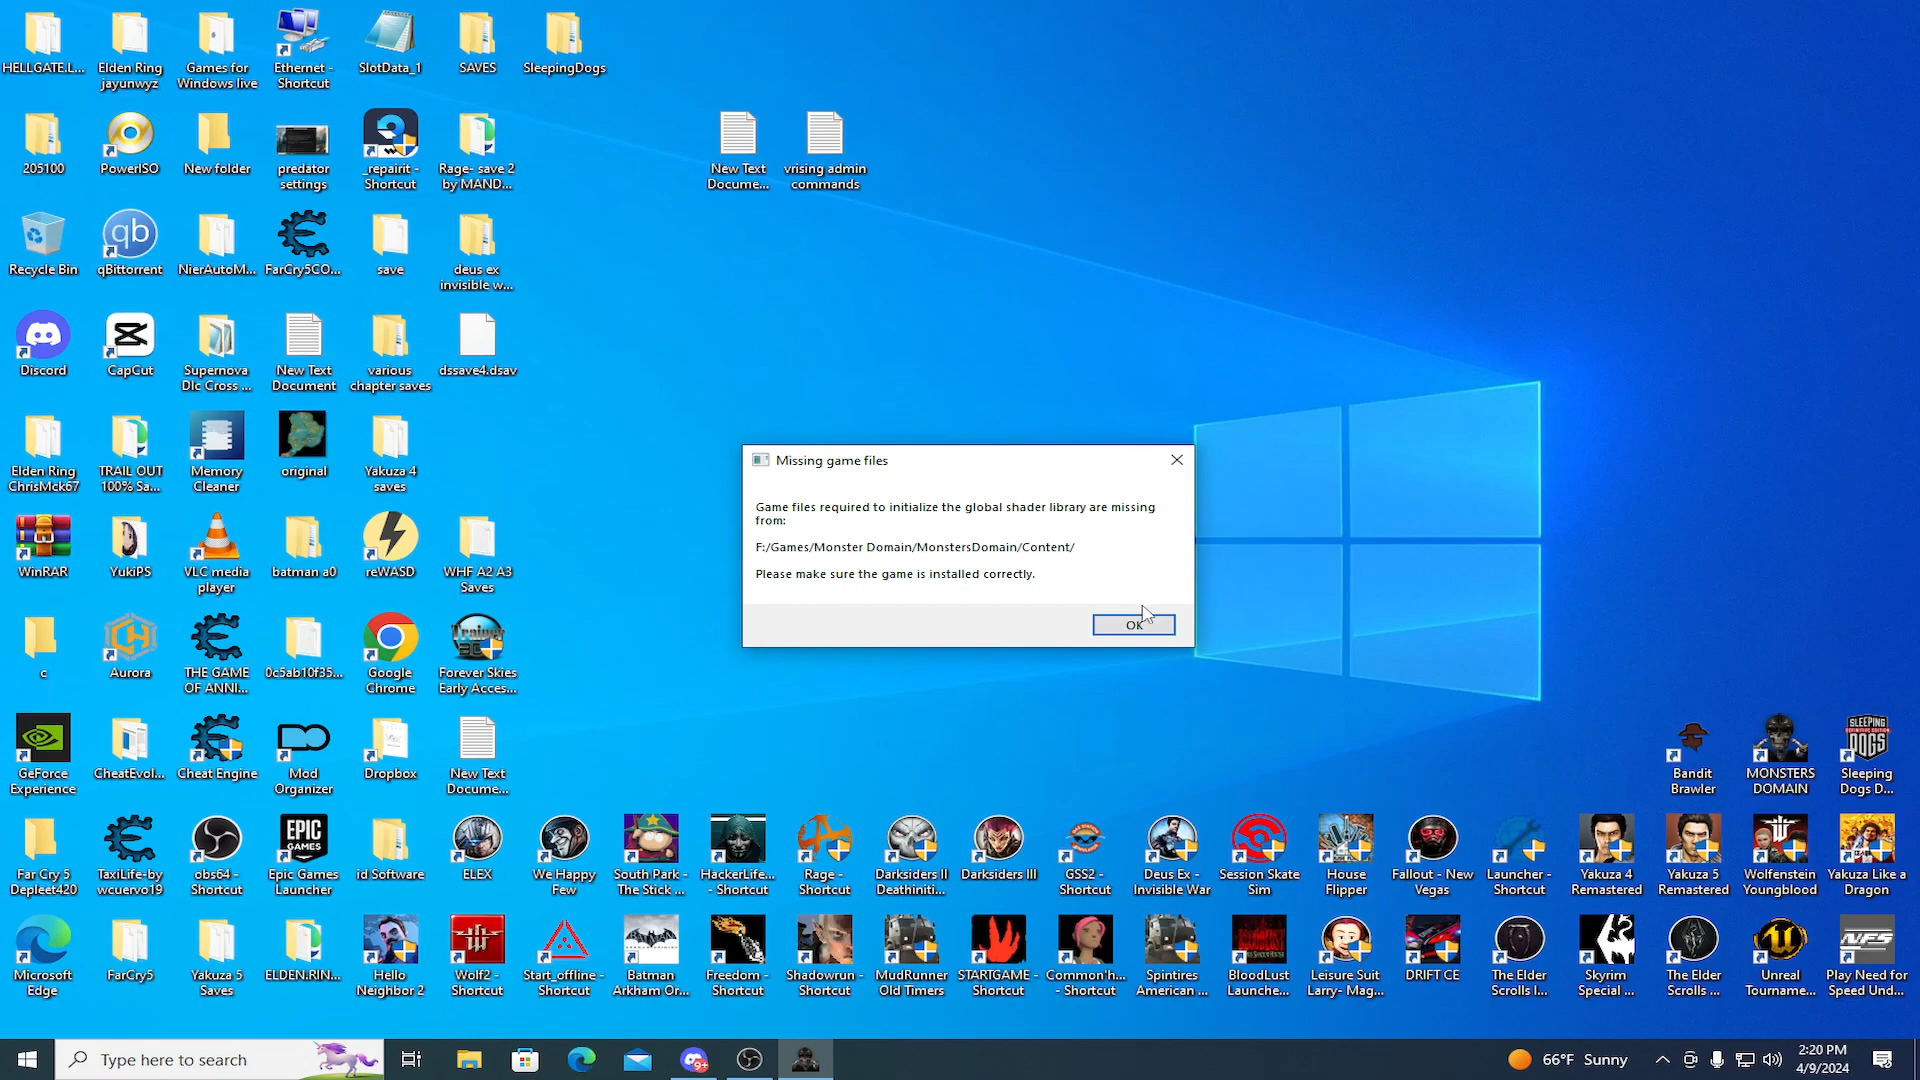 HELLGATE.L...
Elden Ring
jayunwyz
Games for
Windows live
Ethernet -
Shortcut
SlotData_1
SAVES
SleepingDogs
205100
PowerISO
New folder
predator
settings
_repairit -
Shortcut
Rage- save 2
by MAND...
New Text
Docume...
vrising admin
commands
Recycle Bin
qb
qBittorrent
NierAutoM...
FarCry5CO...
save
deus ex
invisible w...
Discord
CapCut
Supernova
Dlc Cross ...
New Text
Document
various
chapter saves
dssave4.dsav
Elden Ring
ChrisMck67
TRAIL OUT
100% Sa...
Memory
Cleaner
original
Yakuza 4
saves
Missing game files
Game files required to initialize the global shader library are missing
from:
F:/Games/Monster Domain/MonstersDomain/Content/
Please make sure the game is installed correctly.
OK
WinRAR
YukiPS
VLC media
player
batman a0
reWASD
WHF A2 A3
Saves
c
Aurora
THE GAME
OF ANNI...
0c5ab10f35...
Google
Chrome
Trainer
Forever Skies
Early Acces...
GeForce
Experience
CheatEvol...
Cheat Engine
Mod
Organizer
Dropbox
New Text
Docume...
Bandit
Brawler
MONSTERS
DOMAIN
SLEEPING
DOGS
Sleeping
Dogs D...
Far Cry 5
Depleet420
TaxiLife-by
wcuervo19
obs64 -
Shortcut
EPIC
GAMES
Epic Games
Launcher
id Software
ELEX
We Happy
Few
South Park -
The Stick ...
HackerLife...
- Shortcut
Rage -
Shortcut
Darksiders II
Deathiniti...
Darksiders III
GSS2 -
Shortcut
Deus Ex -
Invisible War
Session Skate
Sim
House
Flipper
Fallout - New
Vegas
Launcher -
Shortcut
Yakuza 4
Remastered
Yakuza 5
Remastered
Wolfenstein
Youngblood
Yakuza Like a
Dragon
Microsoft
Edge
FarCry5
Yakuza 5
Saves
ELDEN.RIN...
Hello
Neighbor 2
Wolf2 -
Shortcut
Start_offline -
Shortcut
Batman
Arkham Or...
Freedom -
Shortcut
Shadowrun -
Shortcut
MudRunner
Old Timers
STARTGAME -
Shortcut
Common'h...
- Shortcut
Spintires
American ...
BloodLust
Launche...
Leisure Suit
Larry- Mag...
DRIFT CE
The Elder
Scrolls I...
Skyrim
Special ...
The Elder
Scrolls ...
Unreal
Tourname...
NFS
Play Need for
Speed Und...
Type here to search
9+
66°F Sunny
2:20 PM
4/9/2024